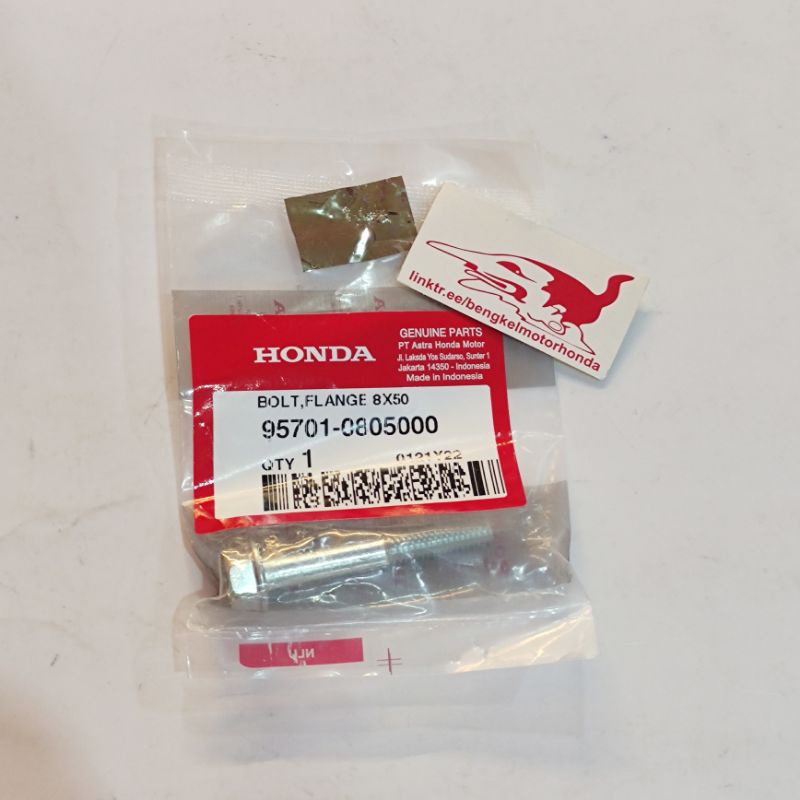 linktr.ee/bengkelmotorhonda
HONDA
GENUINE PARTS
PT Astra Honda Motor
Jl. Laksda Yos Sudarso, Sunter 1
Jakarta 14350 - Indonesia
Made in Indonesia
BOLT,FLANGE 8X50
95701-0805000
QTY 1
0121Y22